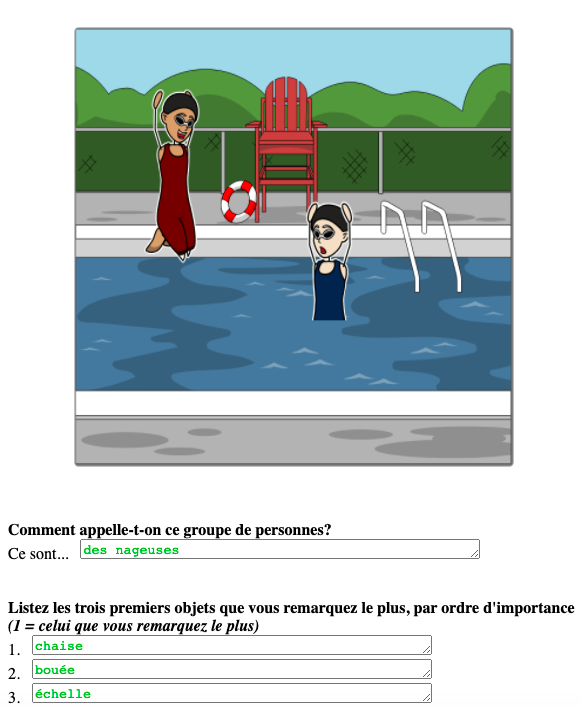 Comment appelle-t-on ce groupe de personnes?
Ce sont... des nageuses
Listez les trois premiers objets que vous remarquez le plus, par ordre d'importance
(1 = celui que vous remarquez le plus)
1. chaise
2. bouée
3. échelle